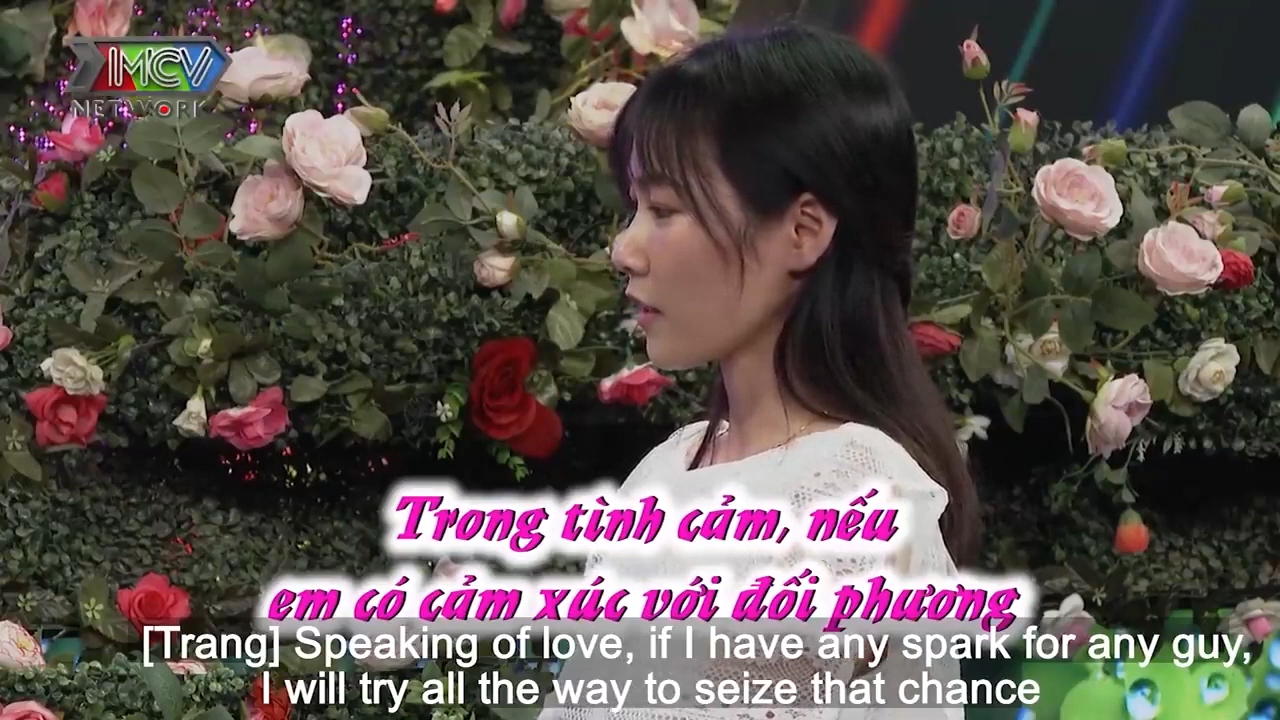 MCV
NETWORK
Trong tình cảm, nếu
em có cảm xúc với đối phương
[Trang] Speaking of love, if I have any spark for any guy,
I will try all the way to seize that chance